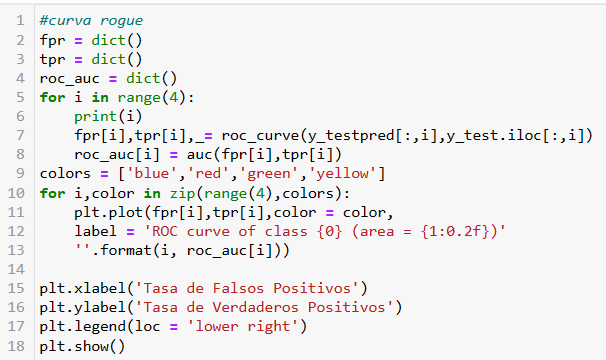 1 #curva rogue
2 fpr = dict()
3 tpr = dict()
4 roc_auc = dict()
5 for i in range(4):
6     print(i)
7     fpr[i],tpr[i],_= roc_curve(y_testpred[:,i],y_test.iloc[:,i])
8     roc_auc[i] = auc(fpr[i],tpr[i])
9 colors = ['blue','red','green','yellow']
10 for i,color in zip(range(4),colors):
11     plt.plot(fpr[i],tpr[i],color = color,
12     label = 'ROC curve of class {0} (area = {1:0.2f})'
13     ''.format(i, roc_auc[i]))
14
15 plt.xlabel('Tasa de Falsos Positivos')
16 plt.ylabel('Tasa de Verdaderos Positivos')
17 plt.legend(loc = 'lower right')
18 plt.show()